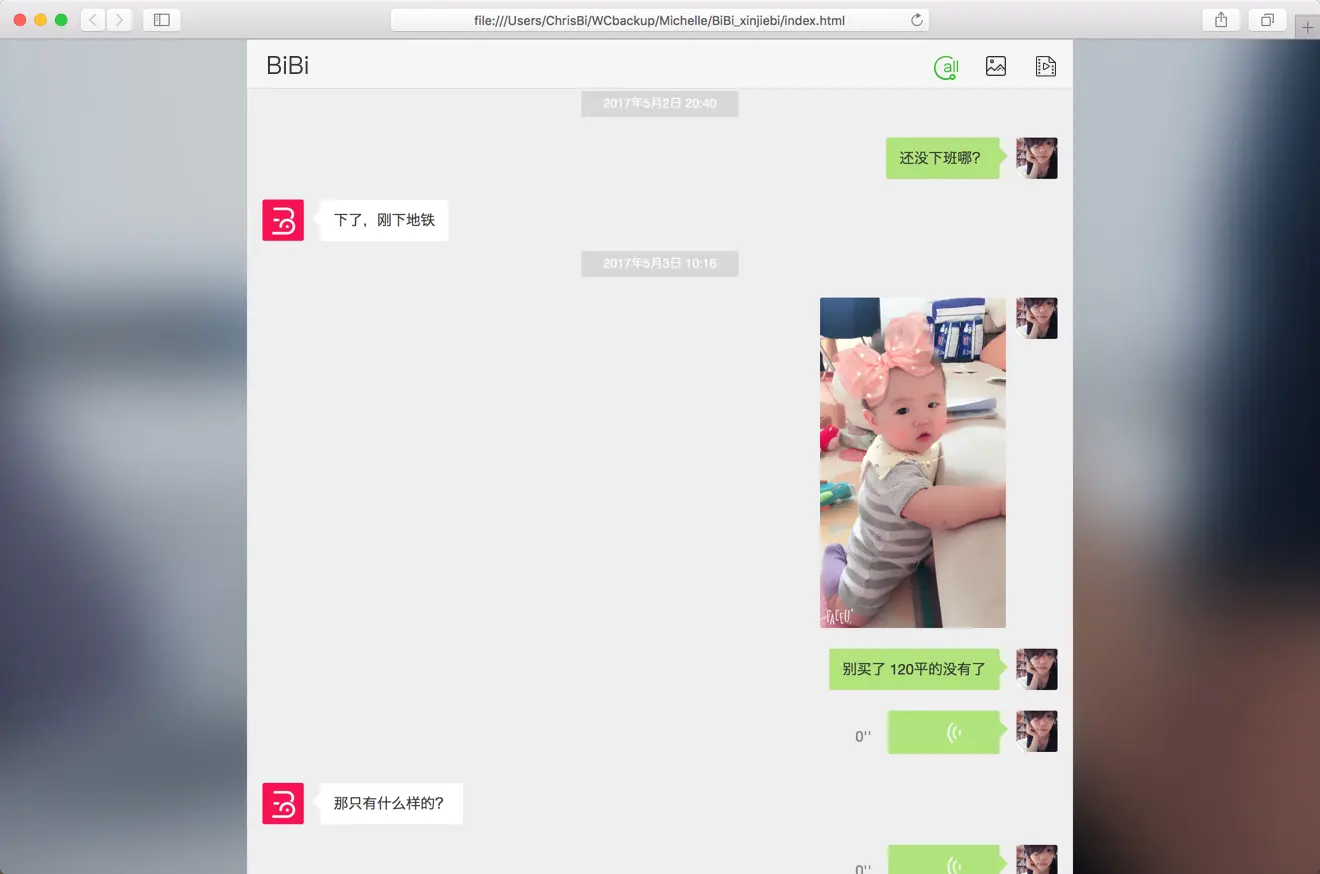 file:///Users/ChrisBi/WCbackup/Michelle/BiBi_xinjiebi/index.html
BiBi
all
2017年5月2日 20:40
还没下班哪？
下了，刚下地铁
2017年5月3日 10:16
FACEU
别买了 120平的没有了
0''
那只有什么样的？
0''